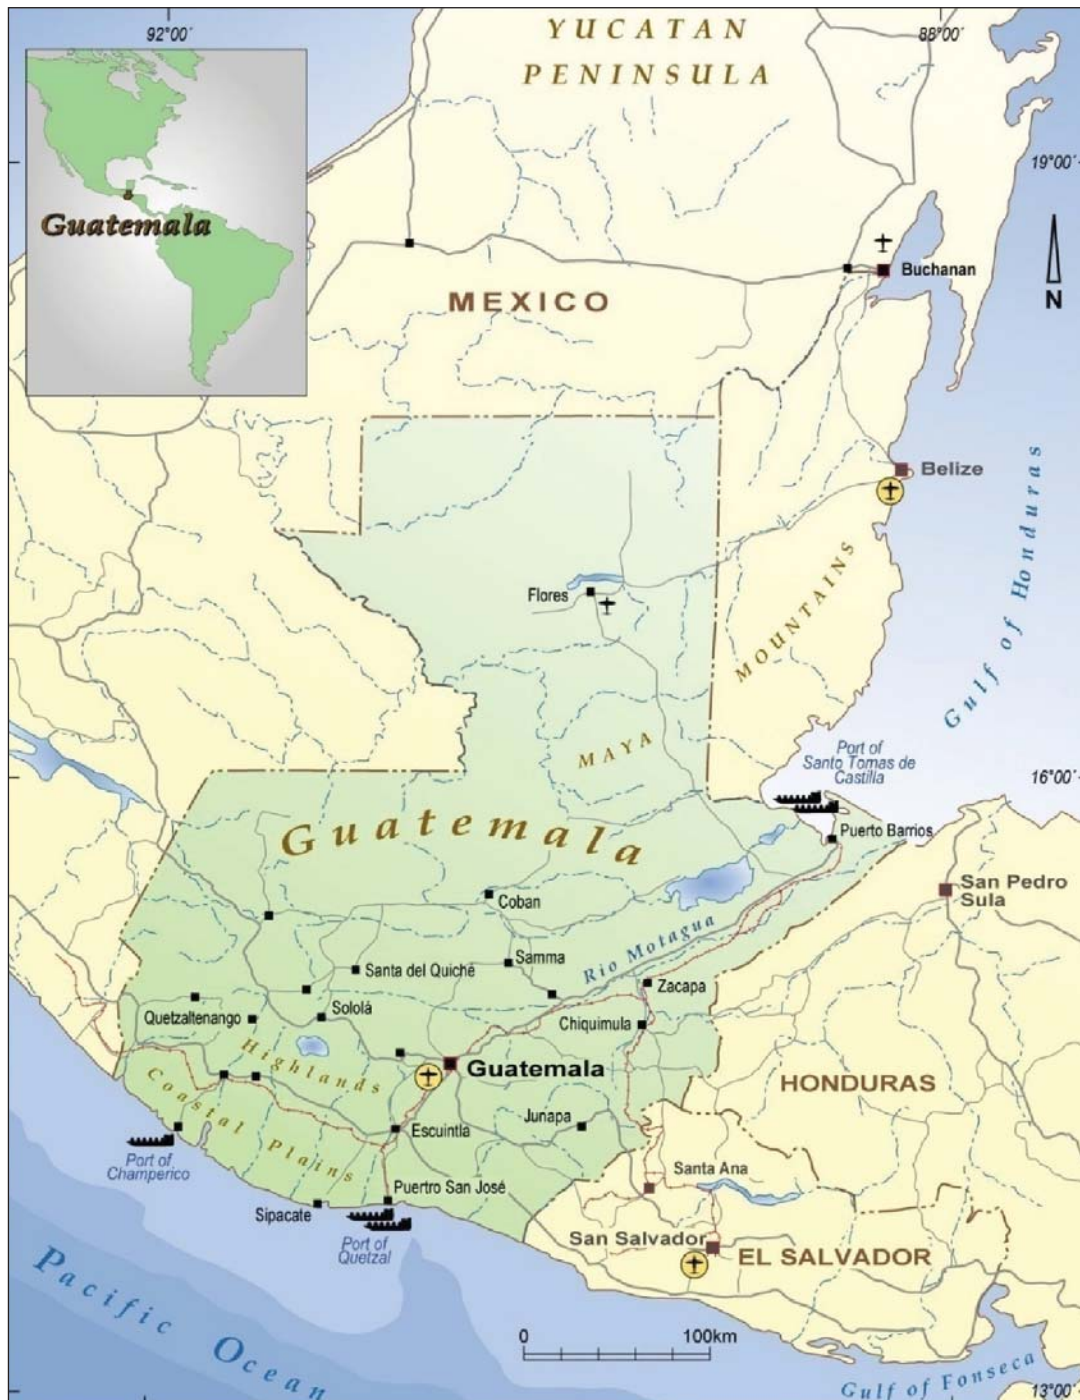 92°00′
88°00′
YUCATAN
PENINSULA
Guatemala
19°00′
Buchanan
N
MEXICO
Belize
Gulf of Honduras
MOUNTAINS
Flores
MAYA
Port of
Santo Tomas de
Castilla
16°00′
Puerto Barrios
Guatemala
San Pedro
Sula
Coban
Rio Motagua
Samma
Santa del Quiché
Zacapa
Sololá
Quetzaltenango
Chiquimula
Highlands
Guatemala
HONDURAS
Coastal Plains
Junapa
Escuintla
Port of
Champerico
Santa Ana
Puertro San José
Sipacate
San Salvador
Port of
Quetzal
EL SALVADOR
Pacific Ocean
0 100km
Gulf of Fonseca
13°00′